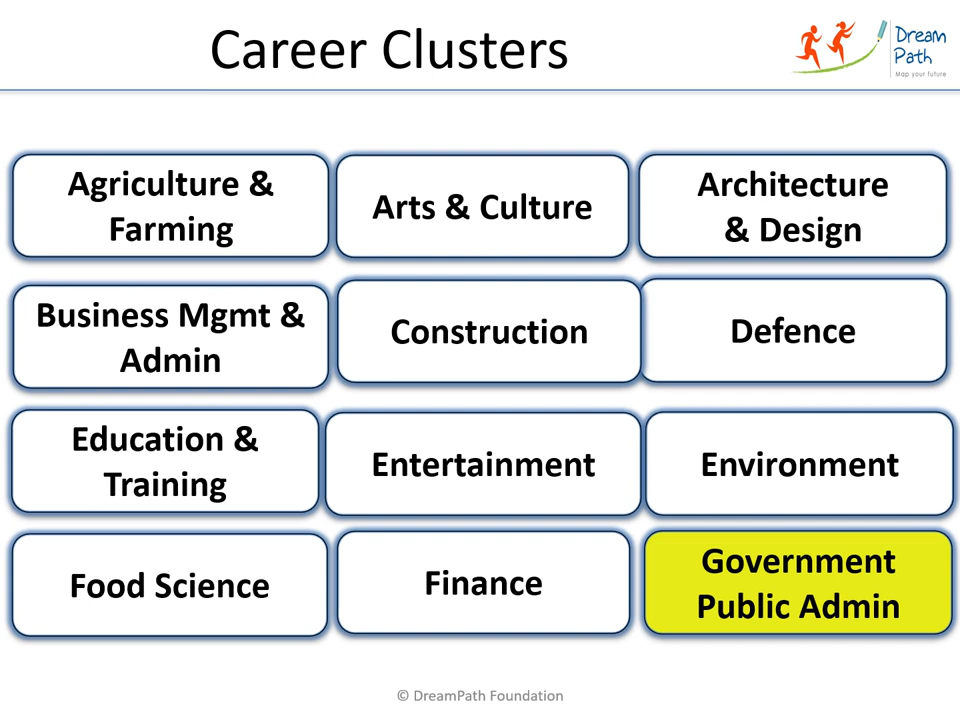 Career Clusters
Dream
Path
Map your future
Agriculture &
Farming
Arts & Culture
Architecture
& Design
Business Mgmt &
Admin
Construction
Defence
Education &
Training
Entertainment
Environment
Food Science
Finance
Government
Public Admin
© DreamPath Foundation